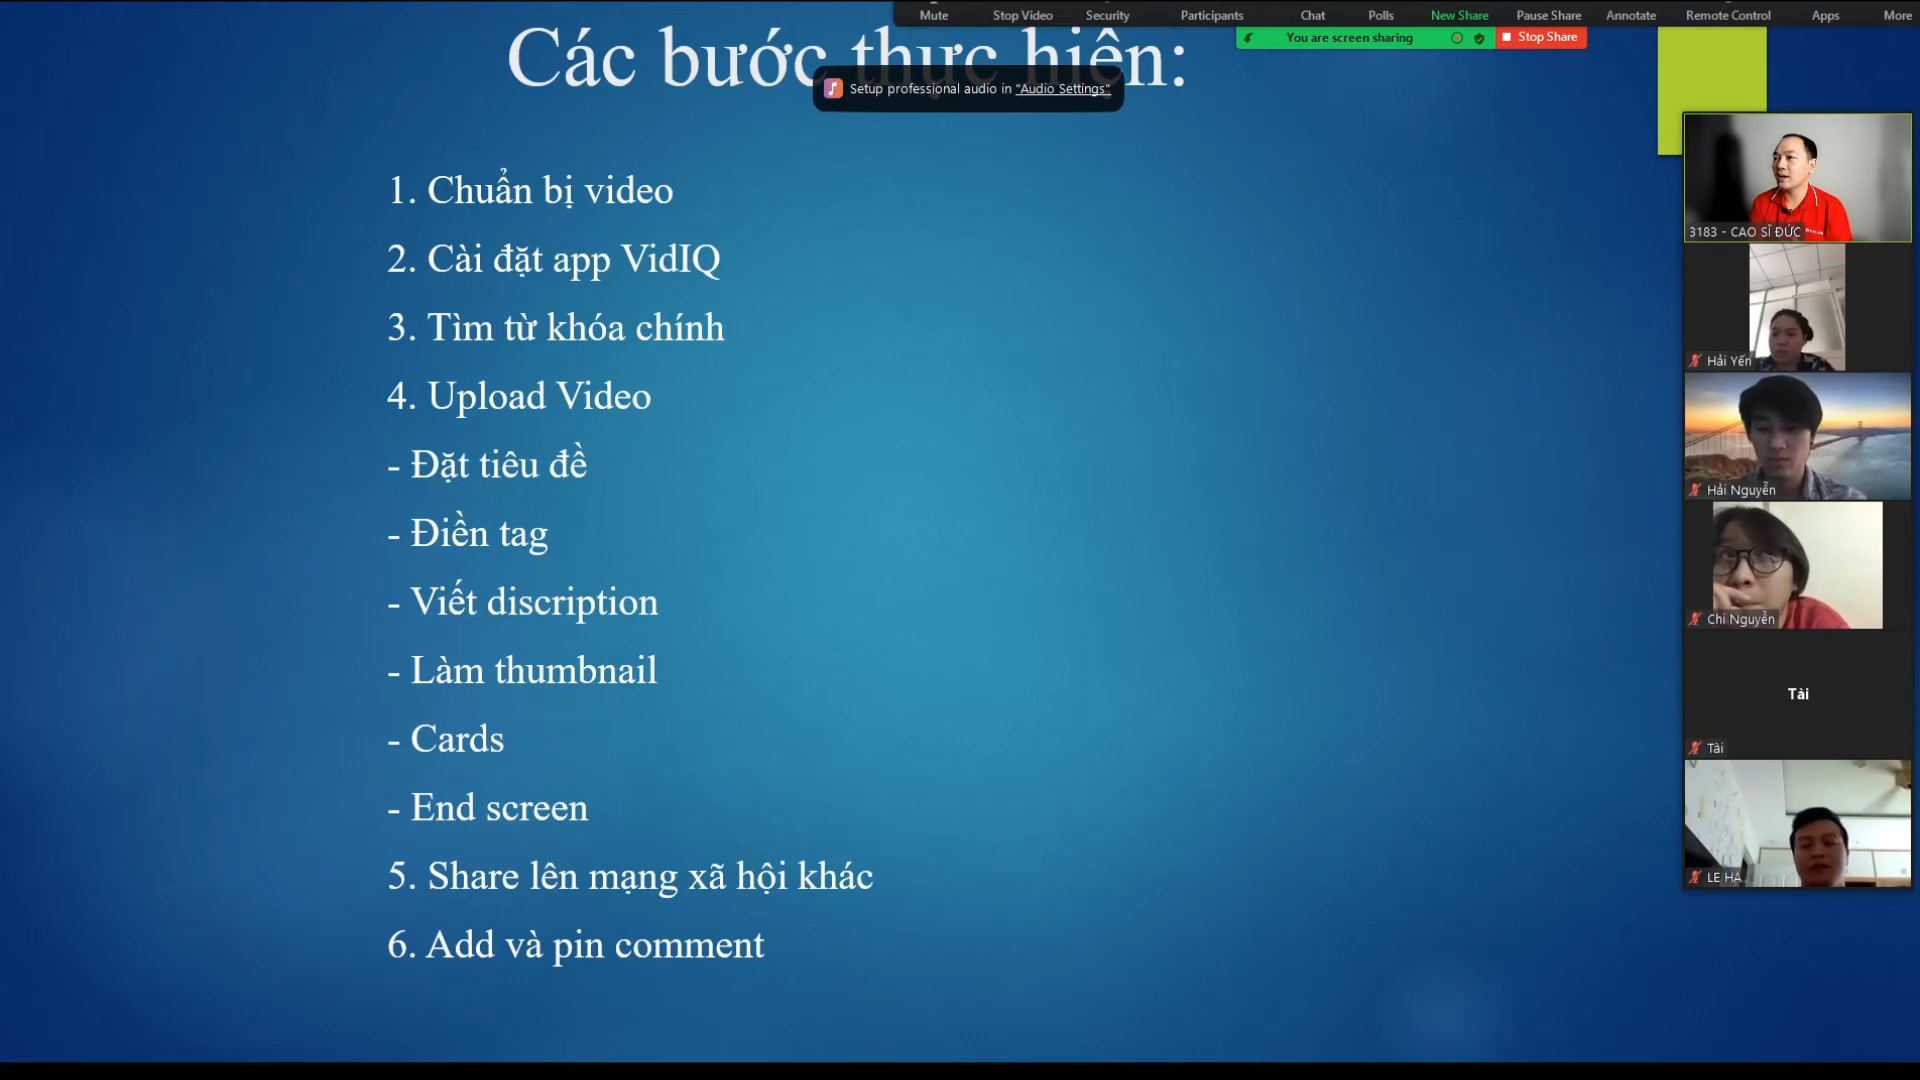 Mute Stop Video Security Participants Chat Polls New Share Pause Share Annotate Remote Control Apps More
You are screen sharing Stop Share
Các bước thực hiện:
Setup professional audio in "Audio Settings"
1. Chuẩn bị video
2. Cài đặt app VidIQ
3. Tìm từ khóa chính
4. Upload Video
- Đặt tiêu đề
- Điền tag
- Viết discription
- Làm thumbnail
- Cards
- End screen
5. Share lên mạng xã hội khác
6. Add và pin comment
3183 - CAO SĨ ĐỨC
Hải Yến
Hải Nguyễn
Chi Nguyễn
Tài
Tài
LE HA